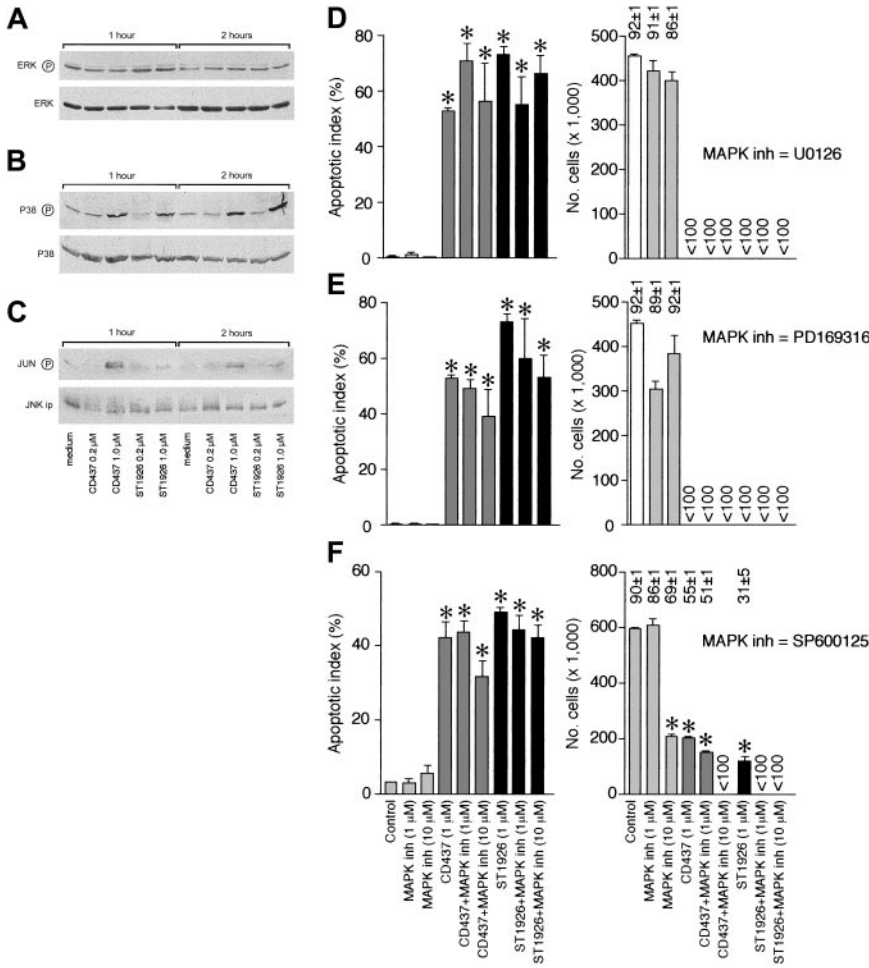 A
1 hour
2 hours
ERK Ⓟ
ERK
B
1 hour
2 hours
P38 Ⓟ
P38
C
1 hour
2 hours
JUN Ⓟ
JNK ip
medium
CD437 0.2 µM
CD437 1.0 µM
ST1926 0.2 µM
ST1926 1.0 µM
medium
CD437 0.2 µM
CD437 1.0 µM
ST1926 0.2 µM
ST1926 1.0 µM
D
Apoptotic index (%)
80
60
40
20
0
* * * * * *
No. cells (x 1,000)
500
400
300
200
100
0
92±1
91±1
86±1
<100
<100
<100
<100
<100
<100
MAPK inh = U0126
E
Apoptotic index (%)
80
60
40
20
0
* * * * * *
No. cells (x 1,000)
500
400
300
200
100
0
92±1
89±1
92±1
<100
<100
<100
<100
<100
<100
MAPK inh = PD169316
F
Apoptotic index (%)
60
40
20
0
* * * * * *
Control
MAPK inh (1 µM)
MAPK inh (10 µM)
CD437 (1 µM)
CD437+MAPK inh (1µM)
CD437+MAPK inh (10 µM)
ST1926 (1 µM)
ST1926+MAPK inh (1 µM)
ST1926+MAPK inh (10 µM)
No. cells (x 1,000)
800
600
400
200
0
90±1
86±1
69±1
55±1
51±1
31±5
* * * *
<100
<100
<100
MAPK inh = SP600125
Control
MAPK inh (1 µM)
MAPK inh (10 µM)
CD437 (1 µM)
CD437+MAPK inh (1µM)
CD437+MAPK inh (10 µM)
ST1926 (1 µM)
ST1926+MAPK inh (1 µM)
ST1926+MAPK inh (10 µM)